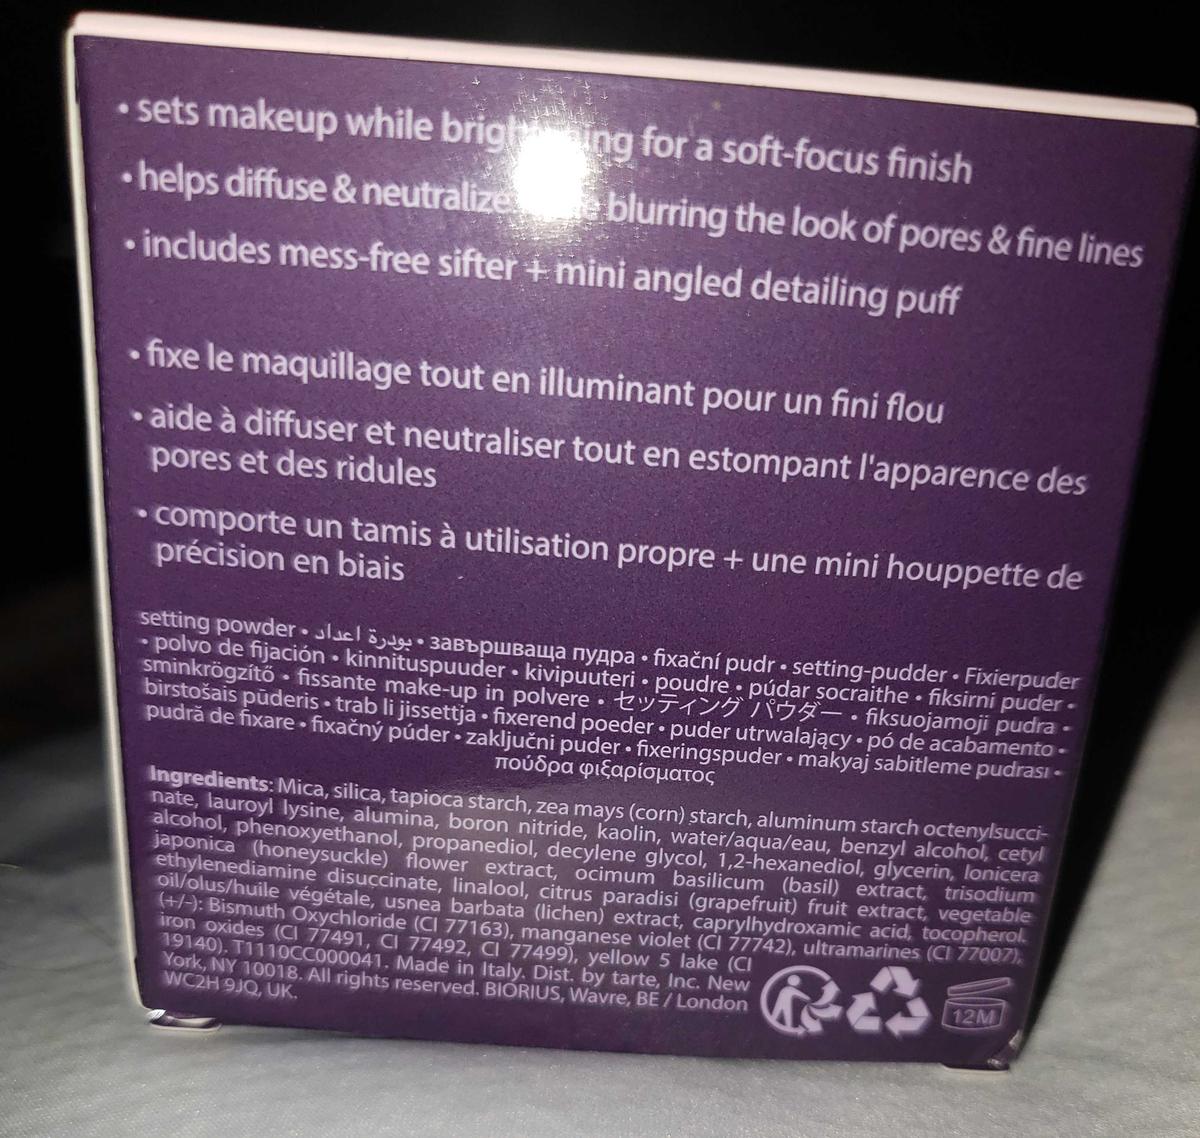 • sets makeup while brig ing for a soft-focus finish
• helps diffuse & neutralize blurring the look of pores & fine lines
• includes mess-free sifter + mini angled detailing puff
• fixe le maquillage tout en illuminant pour un fini flou
• aide à diffuser et neutraliser tout en estompant l'apparence des
pores et des ridules
• comporte un tamis à utilisation propre + une mini houppette de
précision en biais
setting powder • بودرة اعداد • завършваща пудра • fixační pudr • setting-pudder • Fixierpuder
• polvo de fijación • kinnituspuuder • kivipuuteri • poudre • púdar socraithe • fiksirni puder •
sminkrögzítő • fissante make-up in polvere • セッティング パウダー • fiksuojamoji pudra •
birstošais pūderis • trab li jissettja • fixerend poeder • puder utrwalający • pó de acabamento •
pudră de fixare • fixačný púder • zaključni puder • fixeringspuder • makyaj sabitleme pudrası •
πούδρα φιξαρίσματος
Ingredients: Mica, silica, tapioca starch, zea mays (corn) starch, aluminum starch octenylsucci-
nate, lauroyl lysine, alumina, boron nitride, kaolin, water/aqua/eau, benzyl alcohol, cetyl
alcohol, phenoxyethanol, propanediol, decylene glycol, 1,2-hexanediol, glycerin, lonicera
japonica (honeysuckle) flower extract, ocimum basilicum (basil) extract, trisodium
ethylenediamine disuccinate, linalool, citrus paradisi (grapefruit) fruit extract, vegetable
oil/olus/huile végétale, usnea barbata (lichen) extract, caprylhydroxamic acid, tocopherol.
(+/-): Bismuth Oxychloride (CI 77163), manganese violet (CI 77742), ultramarines (CI 77007),
iron oxides (CI 77491, CI 77492, CI 77499), yellow 5 lake (CI
19140). T1110CC000041. Made in Italy. Dist. by tarte, Inc. New
York, NY 10018. All rights reserved. BIORIUS, Wavre, BE / London
WC2H 9JQ, UK.
12M